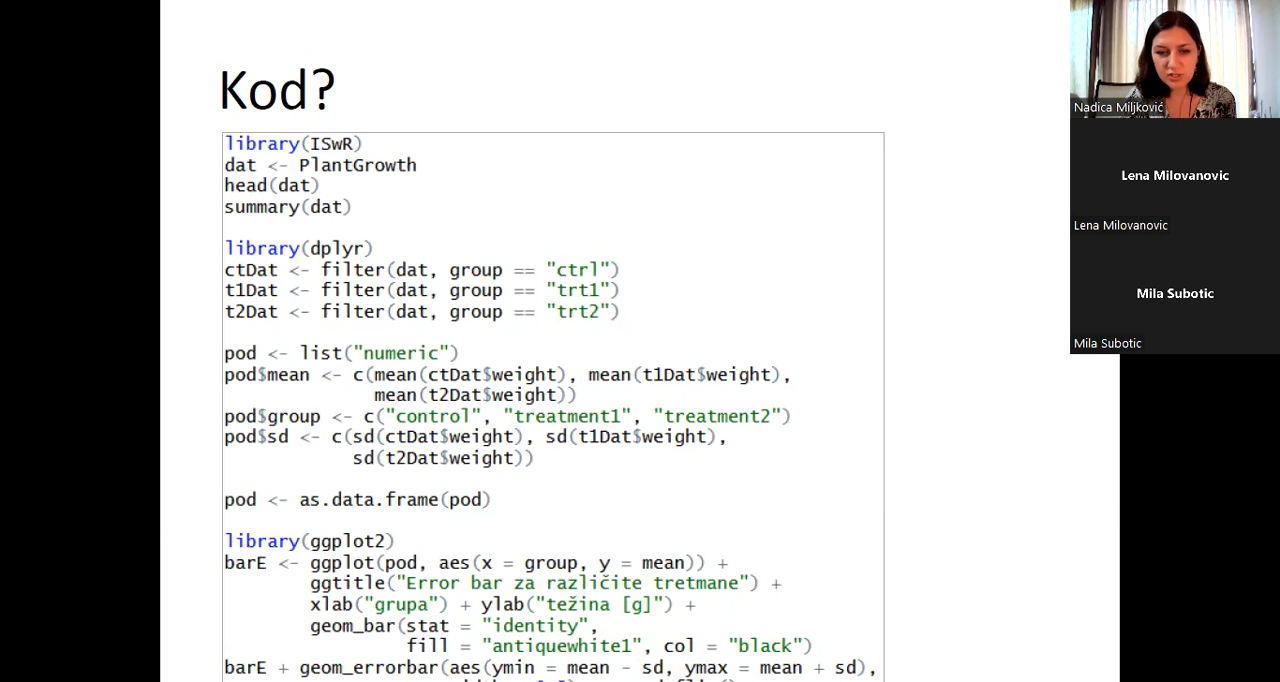 Kod?
library(ISwR)
dat <- PlantGrowth
head(dat)
summary(dat)
library(dplyr)
ctDat <- filter(dat, group == "ctrl")
t1Dat <- filter(dat, group == "trt1")
t2Dat <- filter(dat, group == "trt2")
pod <- list("numeric")
pod$mean <- c(mean(ctDat$weight), mean(t1Dat$weight),
mean(t2Dat$weight))
pod$group <- c("control", "treatment1", "treatment2")
pod$sd <- c(sd(ctDat$weight), sd(t1Dat$weight),
sd(t2Dat$weight))
pod <- as.data.frame(pod)
library(ggplot2)
barE <- ggplot(pod, aes(x = group, y = mean)) +
ggtitle("Error bar za različite tretmane") +
xlab("grupa") + ylab("težina [g]") +
geom_bar(stat = "identity",
fill = "antiquewhite1", col = "black")
barE + geom_errorbar(aes(ymin = mean - sd, ymax = mean + sd),
Nadica Miljković
Lena Milovanovic
Lena Milovanovic
Mila Subotic
Mila Subotic